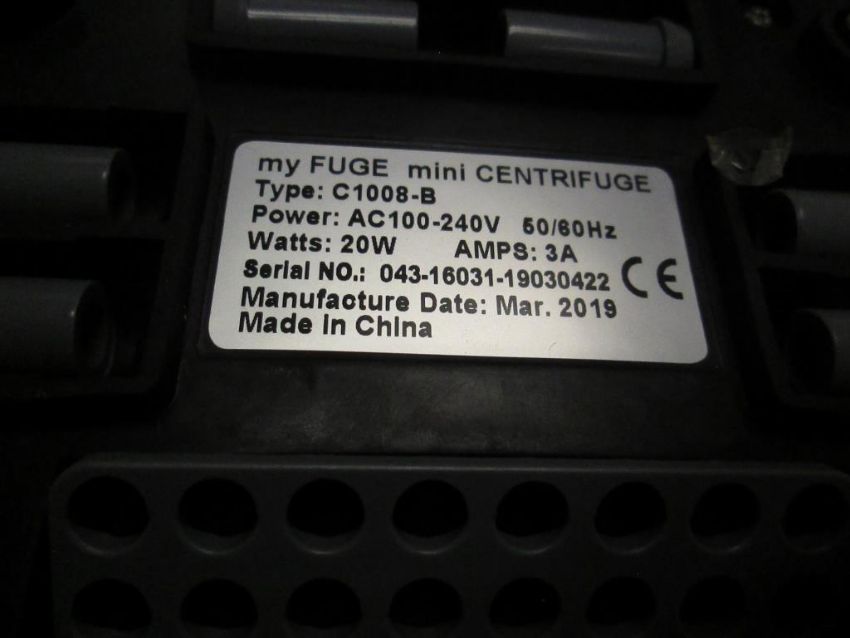 my FUGE mini CENTRIFUGE
Type: C1008-B
Power: AC100-240V 50/60Hz
Watts: 20W AMPS: 3A
Serial NO.: 043-16031-19030422 CE
Manufacture Date: Mar. 2019
Made in China